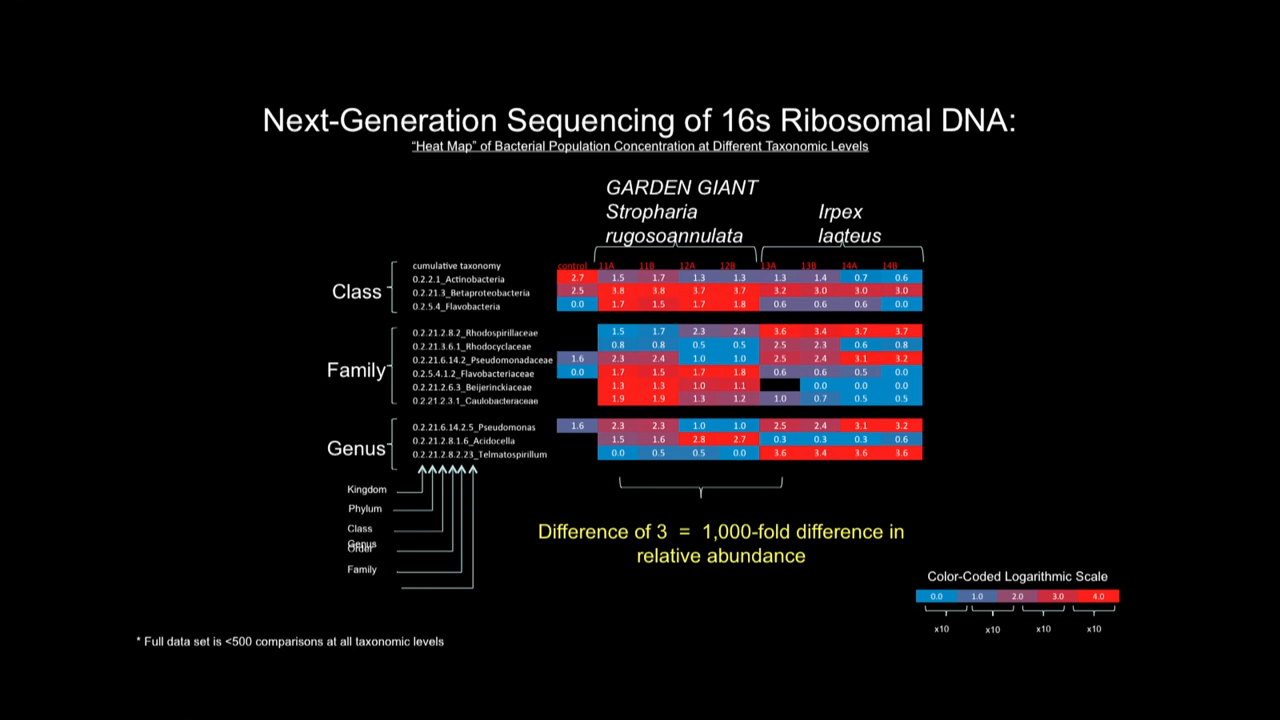 Next-Generation Sequencing of 16s Ribosomal DNA:
“Heat Map” of Bacterial Population Concentration at Different Taxonomic Levels
GARDEN GIANT
Stropharia
rugosoannulata
Irpex
lacteus
cumulative taxonomy control 11A 11B 12A 12B 13A 13B 14A 14B
Class
0.2.2.1_Actinobacteria 2.7 1.5 1.7 1.3 1.3 1.3 1.4 0.7 0.6
0.2.21.3_Betaproteobacteria 2.5 3.8 3.8 3.7 3.7 3.2 3.0 3.0 3.0
0.2.5.4_Flavobacteria 0.0 1.7 1.5 1.7 1.8 0.6 0.6 0.6 0.0
Family
0.2.21.2.8.2_Rhodospirillaceae 1.5 1.7 2.3 2.4 3.6 3.4 3.7 3.7
0.2.21.3.6.1_Rhodocyclaceae 0.8 0.8 0.5 0.5 2.5 2.3 0.6 0.8
0.2.21.6.14.2_Pseudomonadaceae 1.6 2.3 2.4 1.0 1.0 2.5 2.4 3.1 3.2
0.2.5.4.1.2_Flavobacteriaceae 0.0 1.7 1.5 1.7 1.8 0.6 0.6 0.5 0.0
0.2.21.2.6.3_Beijerinckiaceae 1.3 1.3 1.0 1.1 0.0 0.0 0.0
0.2.21.2.3.1_Caulobacteraceae 1.9 1.9 1.3 1.2 1.0 0.7 0.5 0.5
Genus
0.2.21.6.14.2.5_Pseudomonas 1.6 2.3 2.3 1.0 1.0 2.5 2.4 3.1 3.2
0.2.21.2.8.1.6_Acidocella 1.5 1.6 2.8 2.7 0.3 0.3 0.3 0.6
0.2.21.2.8.2.23_Telmatospirillum 0.0 0.5 0.5 0.0 3.6 3.4 3.6 3.6
Kingdom
Phylum
Class
Genus
Order
Family
Difference of 3 = 1,000-fold difference in
relative abundance
Color-Coded Logarithmic Scale
0.0 1.0 2.0 3.0 4.0
x10 x10 x10 x10
* Full data set is <500 comparisons at all taxonomic levels